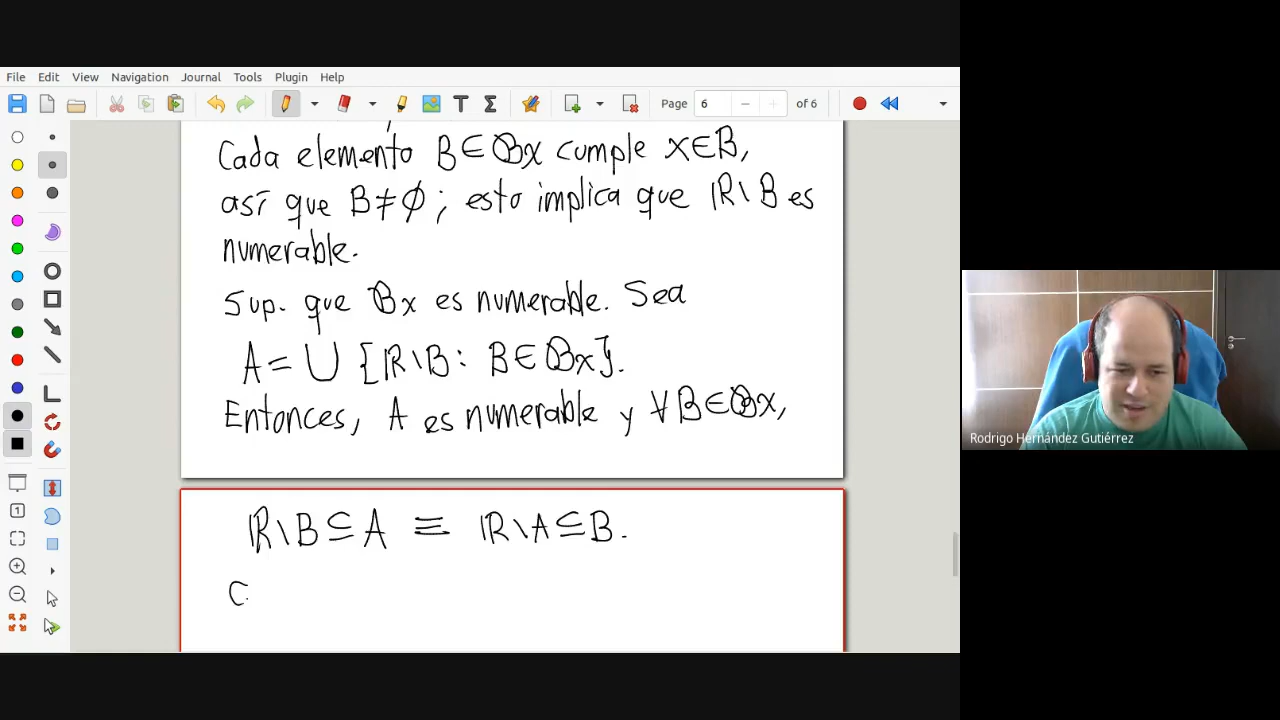 File Edit View Navigation Journal Tools Plugin Help
Page 6 of 6
Cada elemento B∈ℬx cumple x∈B,
así que B≠∅; esto implica que ℝ\B es
numerable.
Sup. que ℬx es numerable. Sea
A = ∪ {ℝ\B: B∈ℬx}.
Entonces, A es numerable y ∀B∈ℬx,
ℝ\B⊆A ≡ ℝ\A⊆B.
C
Rodrigo Hernández Gutiérrez